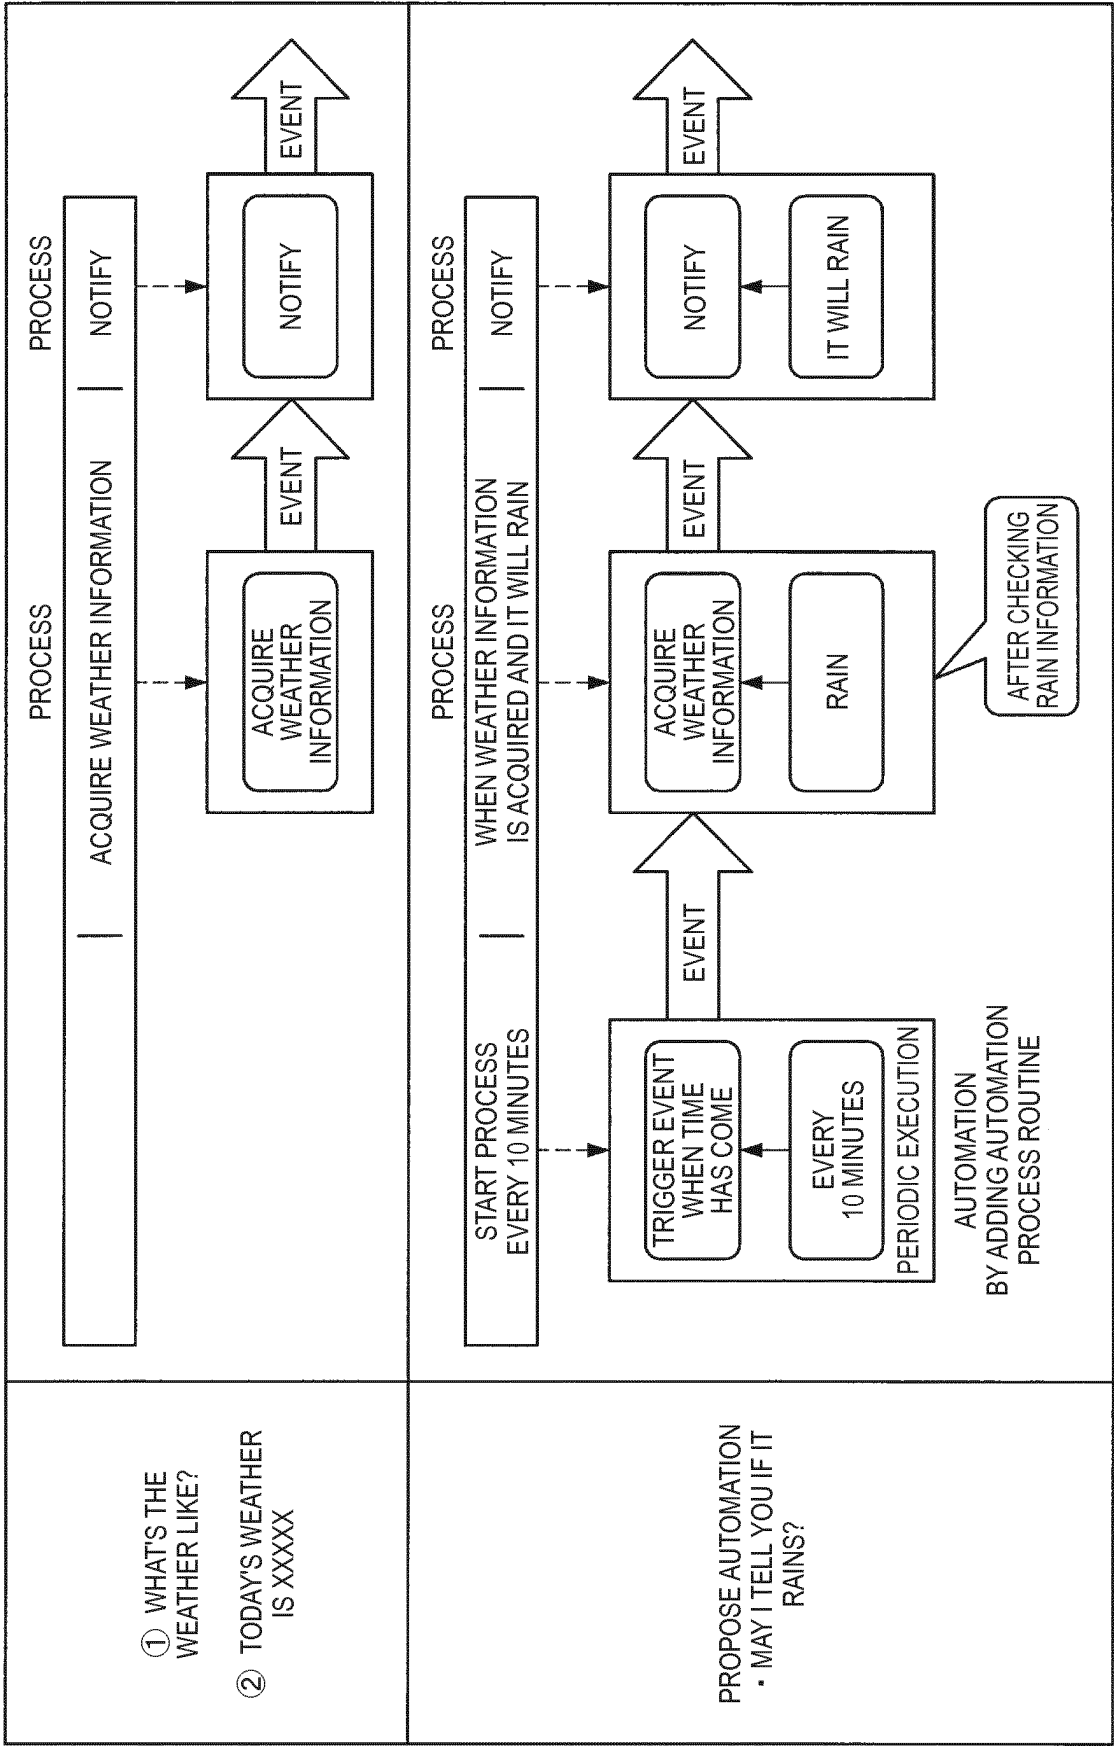 ① WHAT'S THE
WEATHER LIKE?
② TODAY'S WEATHER
IS XXXXX
PROCESS
PROCESS
ACQUIRE WEATHER INFORMATION
NOTIFY
ACQUIRE
WEATHER
INFORMATION
EVENT
NOTIFY
EVENT
PROPOSE AUTOMATION
・MAY I TELL YOU IF IT
RAINS?
PROCESS
PROCESS
START PROCESS
EVERY 10 MINUTES
WHEN WEATHER INFORMATION
IS ACQUIRED AND IT WILL RAIN
NOTIFY
TRIGGER EVENT
WHEN TIME
HAS COME
EVERY
10 MINUTES
PERIODIC EXECUTION
EVENT
ACQUIRE
WEATHER
INFORMATION
RAIN
EVENT
NOTIFY
IT WILL RAIN
EVENT
AUTOMATION
BY ADDING AUTOMATION
PROCESS ROUTINE
AFTER CHECKING
RAIN INFORMATION